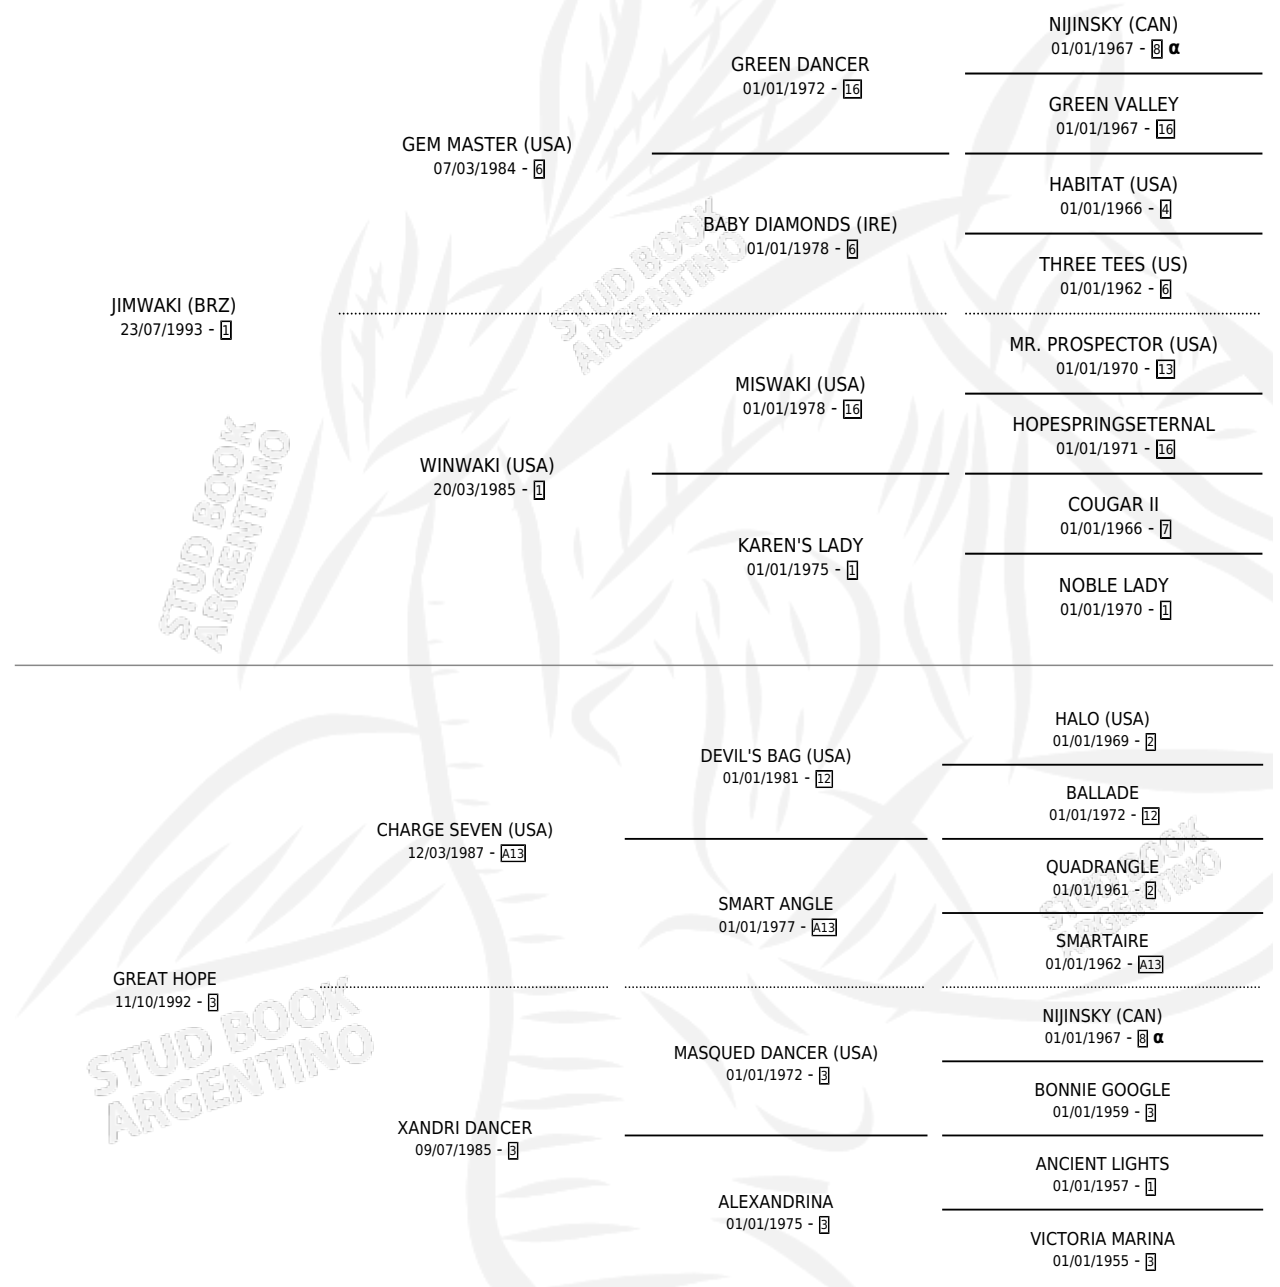 NIJINSKY (CAN)
01/01/1967 - 8 α
GREEN DANCER
01/01/1972 - 16
GREEN VALLEY
01/01/1967 - 16
GEM MASTER (USA)
07/03/1984 - 6
HABITAT (USA)
01/01/1966 - 4
BABY DIAMONDS (IRE)
01/01/1978 - 6
THREE TEES (US)
01/01/1962 - 6
JIMWAKI (BRZ)
23/07/1993 - 1
MR. PROSPECTOR (USA)
01/01/1970 - 13
MISWAKI (USA)
01/01/1978 - 16
HOPESPRINGSETERNAL
01/01/1971 - 16
WINWAKI (USA)
20/03/1985 - 1
COUGAR II
01/01/1966 - 7
KAREN'S LADY
01/01/1975 - 1
NOBLE LADY
01/01/1970 - 1
HALO (USA)
01/01/1969 - 2
DEVIL'S BAG (USA)
01/01/1981 - 12
BALLADE
01/01/1972 - 12
CHARGE SEVEN (USA)
12/03/1987 - A13
QUADRANGLE
01/01/1961 - 2
SMART ANGLE
01/01/1977 - A13
SMARTAIRE
01/01/1962 - A13
GREAT HOPE
11/10/1992 - 3
NIJINSKY (CAN)
01/01/1967 - 8 α
MASQUED DANCER (USA)
01/01/1972 - 3
BONNIE GOOGLE
01/01/1959 - 3
XANDRI DANCER
09/07/1985 - 3
ANCIENT LIGHTS
01/01/1957 - 1
ALEXANDRINA
01/01/1975 - 3
VICTORIA MARINA
01/01/1955 - 3
STUD BOOK
ARGENTINO
STUD BOOK
ARGENTINO
STUD BOOK
ARGENTINO
STUD BOOK
ARGENTINO